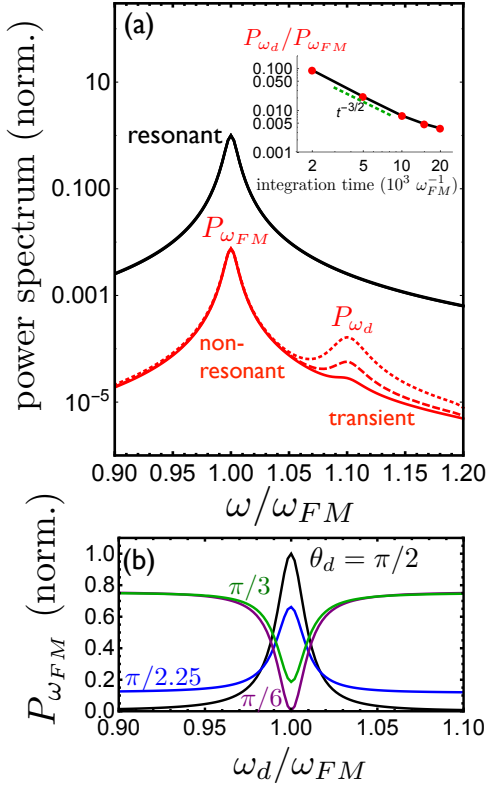 (a)
power spectrum (norm.)
10
0.100
0.001
10⁻⁵
resonant
P_{ω_{FM}}
non-
resonant
P_{ω_d}
transient
P_{ω_d}/P_{ω_{FM}}
0.100
0.010
0.005
0.001
t^{-3/2}
2 5 10 20
integration time (10³ ω_{FM}^{-1})
0.90 0.95 1.00 1.05 1.10 1.15 1.20
ω/ω_{FM}
(b)
P_{ω_{FM}} (norm.)
1.0
0.8
0.6
0.4
0.2
0.0
θ_d = π/2
π/3
π/2.25
π/6
0.90 0.95 1.00 1.05 1.10
ω_d/ω_{FM}